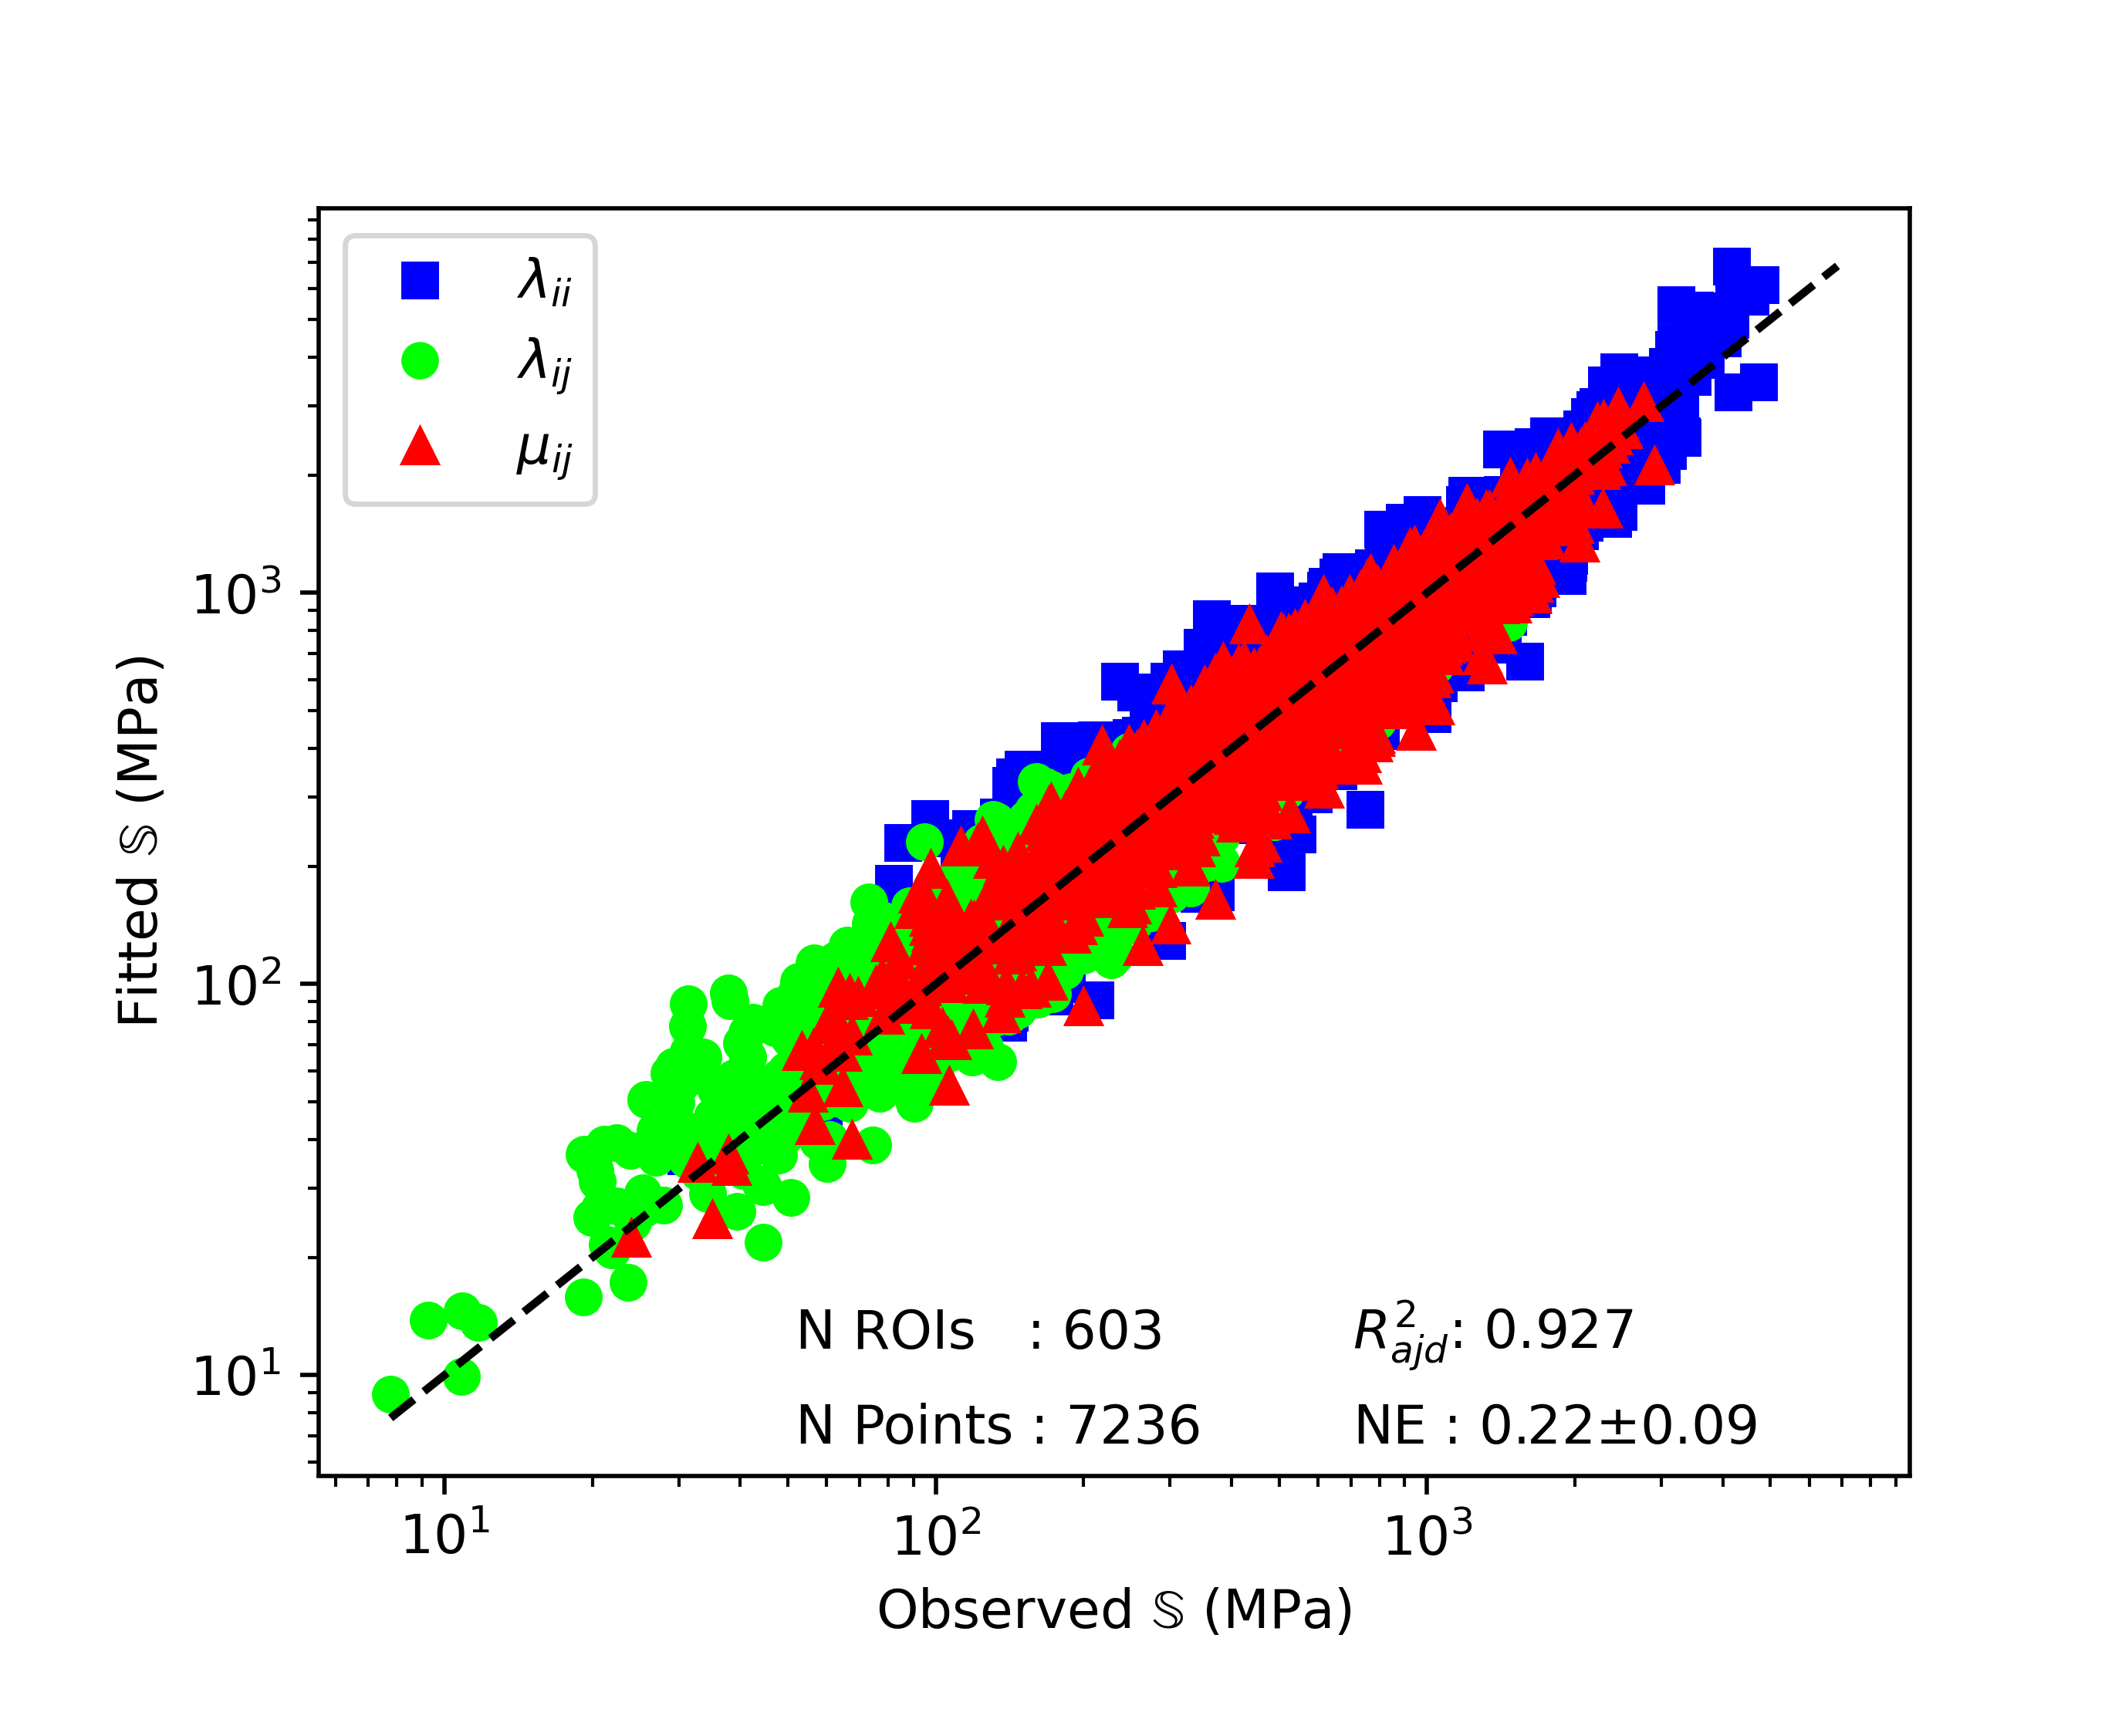 λii
λij
μij
10³
10²
10¹
Fitted 𝕊 (MPa)
N ROIs : 603
R²ajd: 0.927
N Points : 7236
NE : 0.22±0.09
10¹
10²
10³
Observed 𝕊 (MPa)